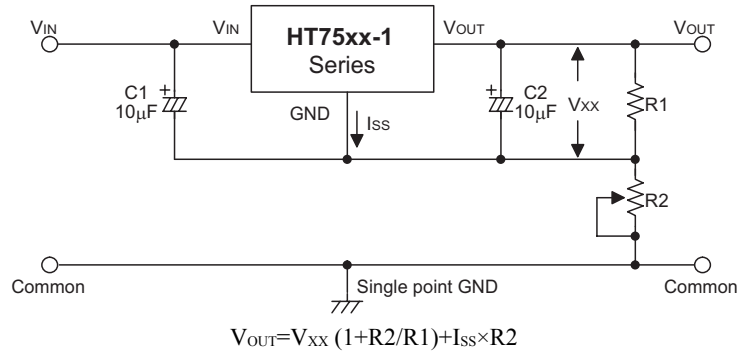 VIN VIN HT75xx-1 VOUT VOUT
Series
C1
10μF
GND ISS
C2
10μF
VXX
R1
R2
Common Single point GND Common
VOUT=VXX (1+R2/R1)+ISS×R2